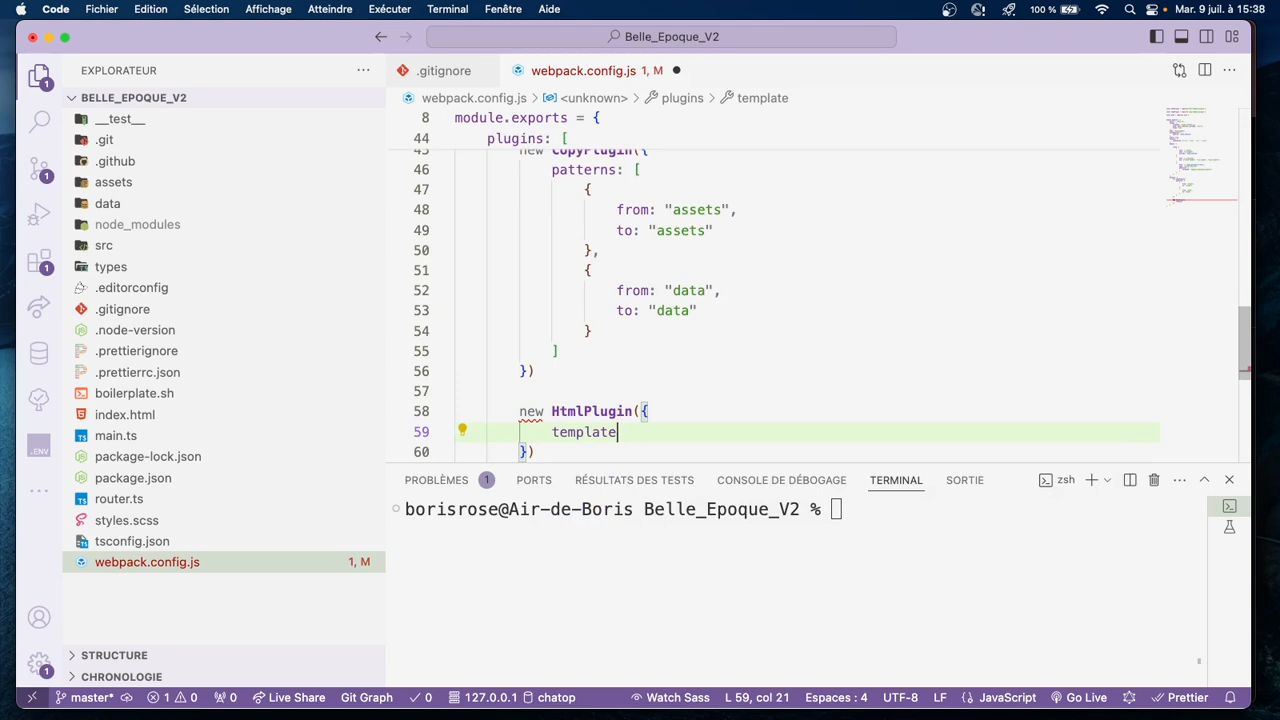 Code Fichier Édition Sélection Affichage Atteindre Exécuter Terminal Fenêtre Aide 100 % Mar. 9 juil. à 15:38
Belle_Epoque_V2
EXPLORATEUR
.gitignore
webpack.config.js 1, M
webpack.config.js > <unknown> > plugins > template
BELLE_EPOQUE_V2
__test__
.git
.github
assets
data
node_modules
src
types
.editorconfig
.gitignore
.node-version
.prettierignore
.prettierrc.json
boilerplate.sh
index.html
main.ts
package-lock.json
package.json
router.ts
styles.scss
tsconfig.json
webpack.config.js 1, M
STRUCTURE
CHRONOLOGIE
8 module.exports = {
44 plugins: [
45 new CopyPlugin({
46 patterns: [
47 {
48 from: "assets",
49 to: "assets"
50 },
51 {
52 from: "data",
53 to: "data"
54 }
55 ]
56 })
57
58 new HtmlPlugin({
59 template
60 })
PROBLÈMES 1 PORTS RÉSULTATS DES TESTS CONSOLE DE DÉBOGAGE TERMINAL SORTIE zsh
borisrose@Air-de-Boris Belle_Epoque_V2 %
master* 1 0 0 Live Share Git Graph 0 127.0.0.1 chatop Watch Sass L 59, col 21 Espaces : 4 UTF-8 LF JavaScript Go Live Prettier